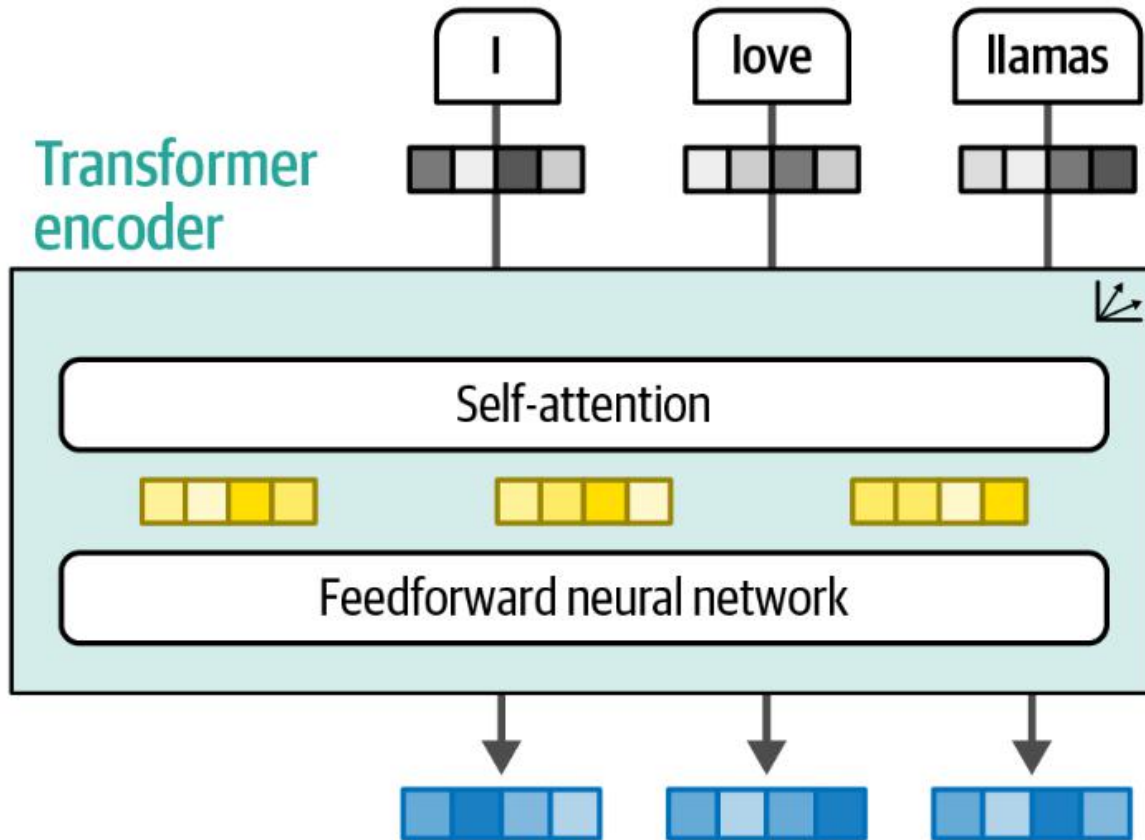 I love llamas
Transformer
encoder
Self-attention
Feedforward neural network